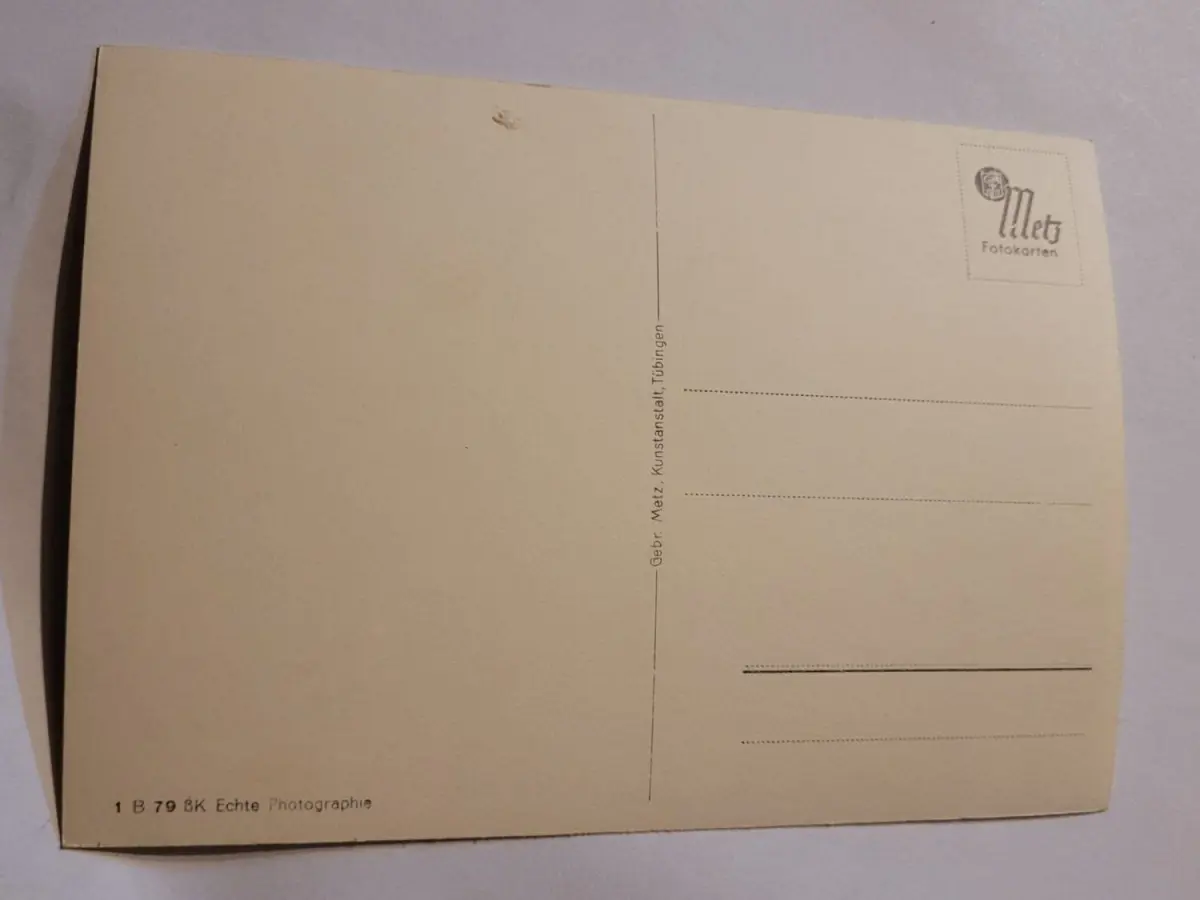 Metz
Fotokarten
Gebr. Metz, Kunstanstalt, Tübingen
1 B 79 8K Echte Photographie